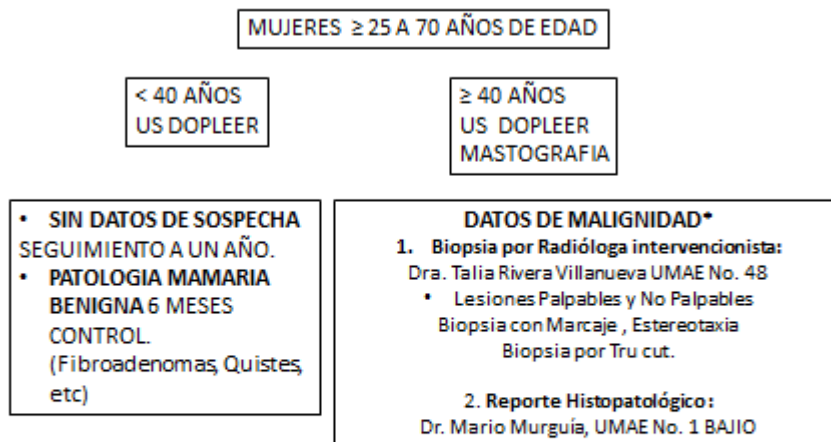 MUJERES ≥ 25 A 70 AÑOS DE EDAD
< 40 AÑOS
US DOPLEER
≥ 40 AÑOS
US DOPLEER
MASTOGRAFIA
• SIN DATOS DE SOSPECHA
SEGUIMIENTO A UN AÑO.
• PATOLOGIA MAMARIA
BENIGNA 6 MESES
CONTROL.
(Fibroadenomas, Quistes,
etc)
DATOS DE MALIGNIDAD*
1. Biopsia por Radióloga intervencionista:
Dra. Talia Rivera Villanueva UMAE No. 48
• Lesiones Palpables y No Palpables
Biopsia con Marcaje , Estereotaxia
Biopsia por Tru cut.
2. Reporte Histopatológico:
Dr. Mario Murguía, UMAE No. 1 BAJIO